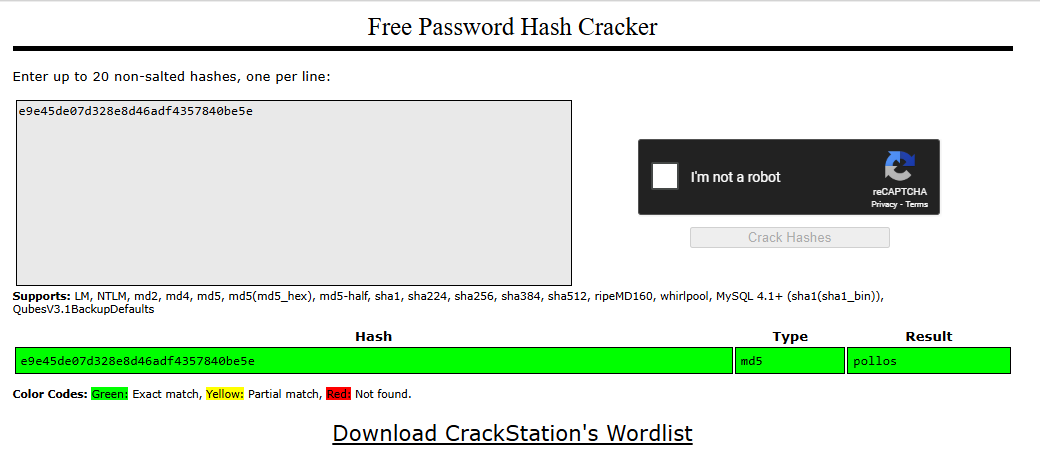 Free Password Hash Cracker
Enter up to 20 non-salted hashes, one per line:
e9e45de07d328e8d46adf4357840be5e
I'm not a robot
reCAPTCHA
Privacy - Terms
Crack Hashes
Supports: LM, NTLM, md2, md4, md5, md5(md5_hex), md5-half, sha1, sha224, sha256, sha384, sha512, ripeMD160, whirlpool, MySQL 4.1+ (sha1(sha1_bin)),
QubesV3.1BackupDefaults
Hash Type Result
e9e45de07d328e8d46adf4357840be5e md5 pollos
Color Codes: Green: Exact match, Yellow: Partial match, Red: Not found.
Download CrackStation's Wordlist